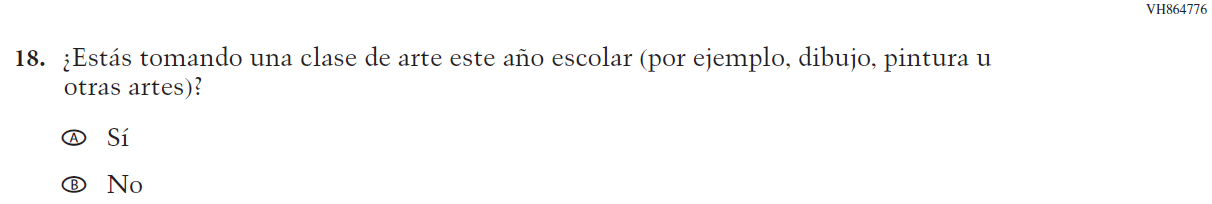 VH864776
18. ¿Estás tomando una clase de arte este año escolar (por ejemplo, dibujo, pintura u
otras artes)?
A Sí
B No